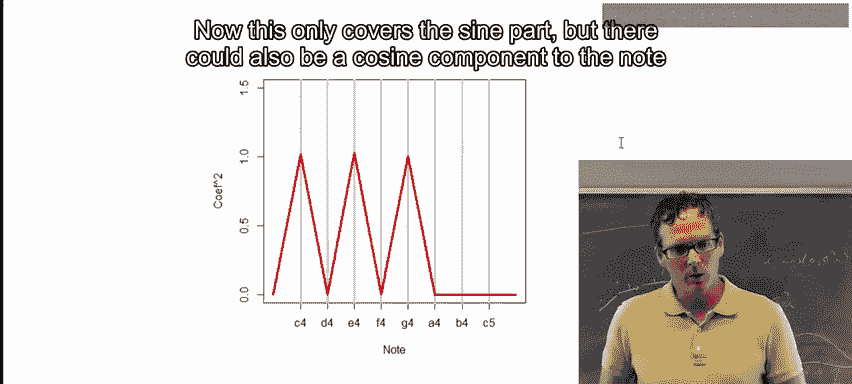 Now this only covers the sine part, but there
could also be a cosine component to the note
1.5
1.0
0.5
0.0
Coef^2
c4 d4 e4 f4 g4 a4 b4 c5
Note